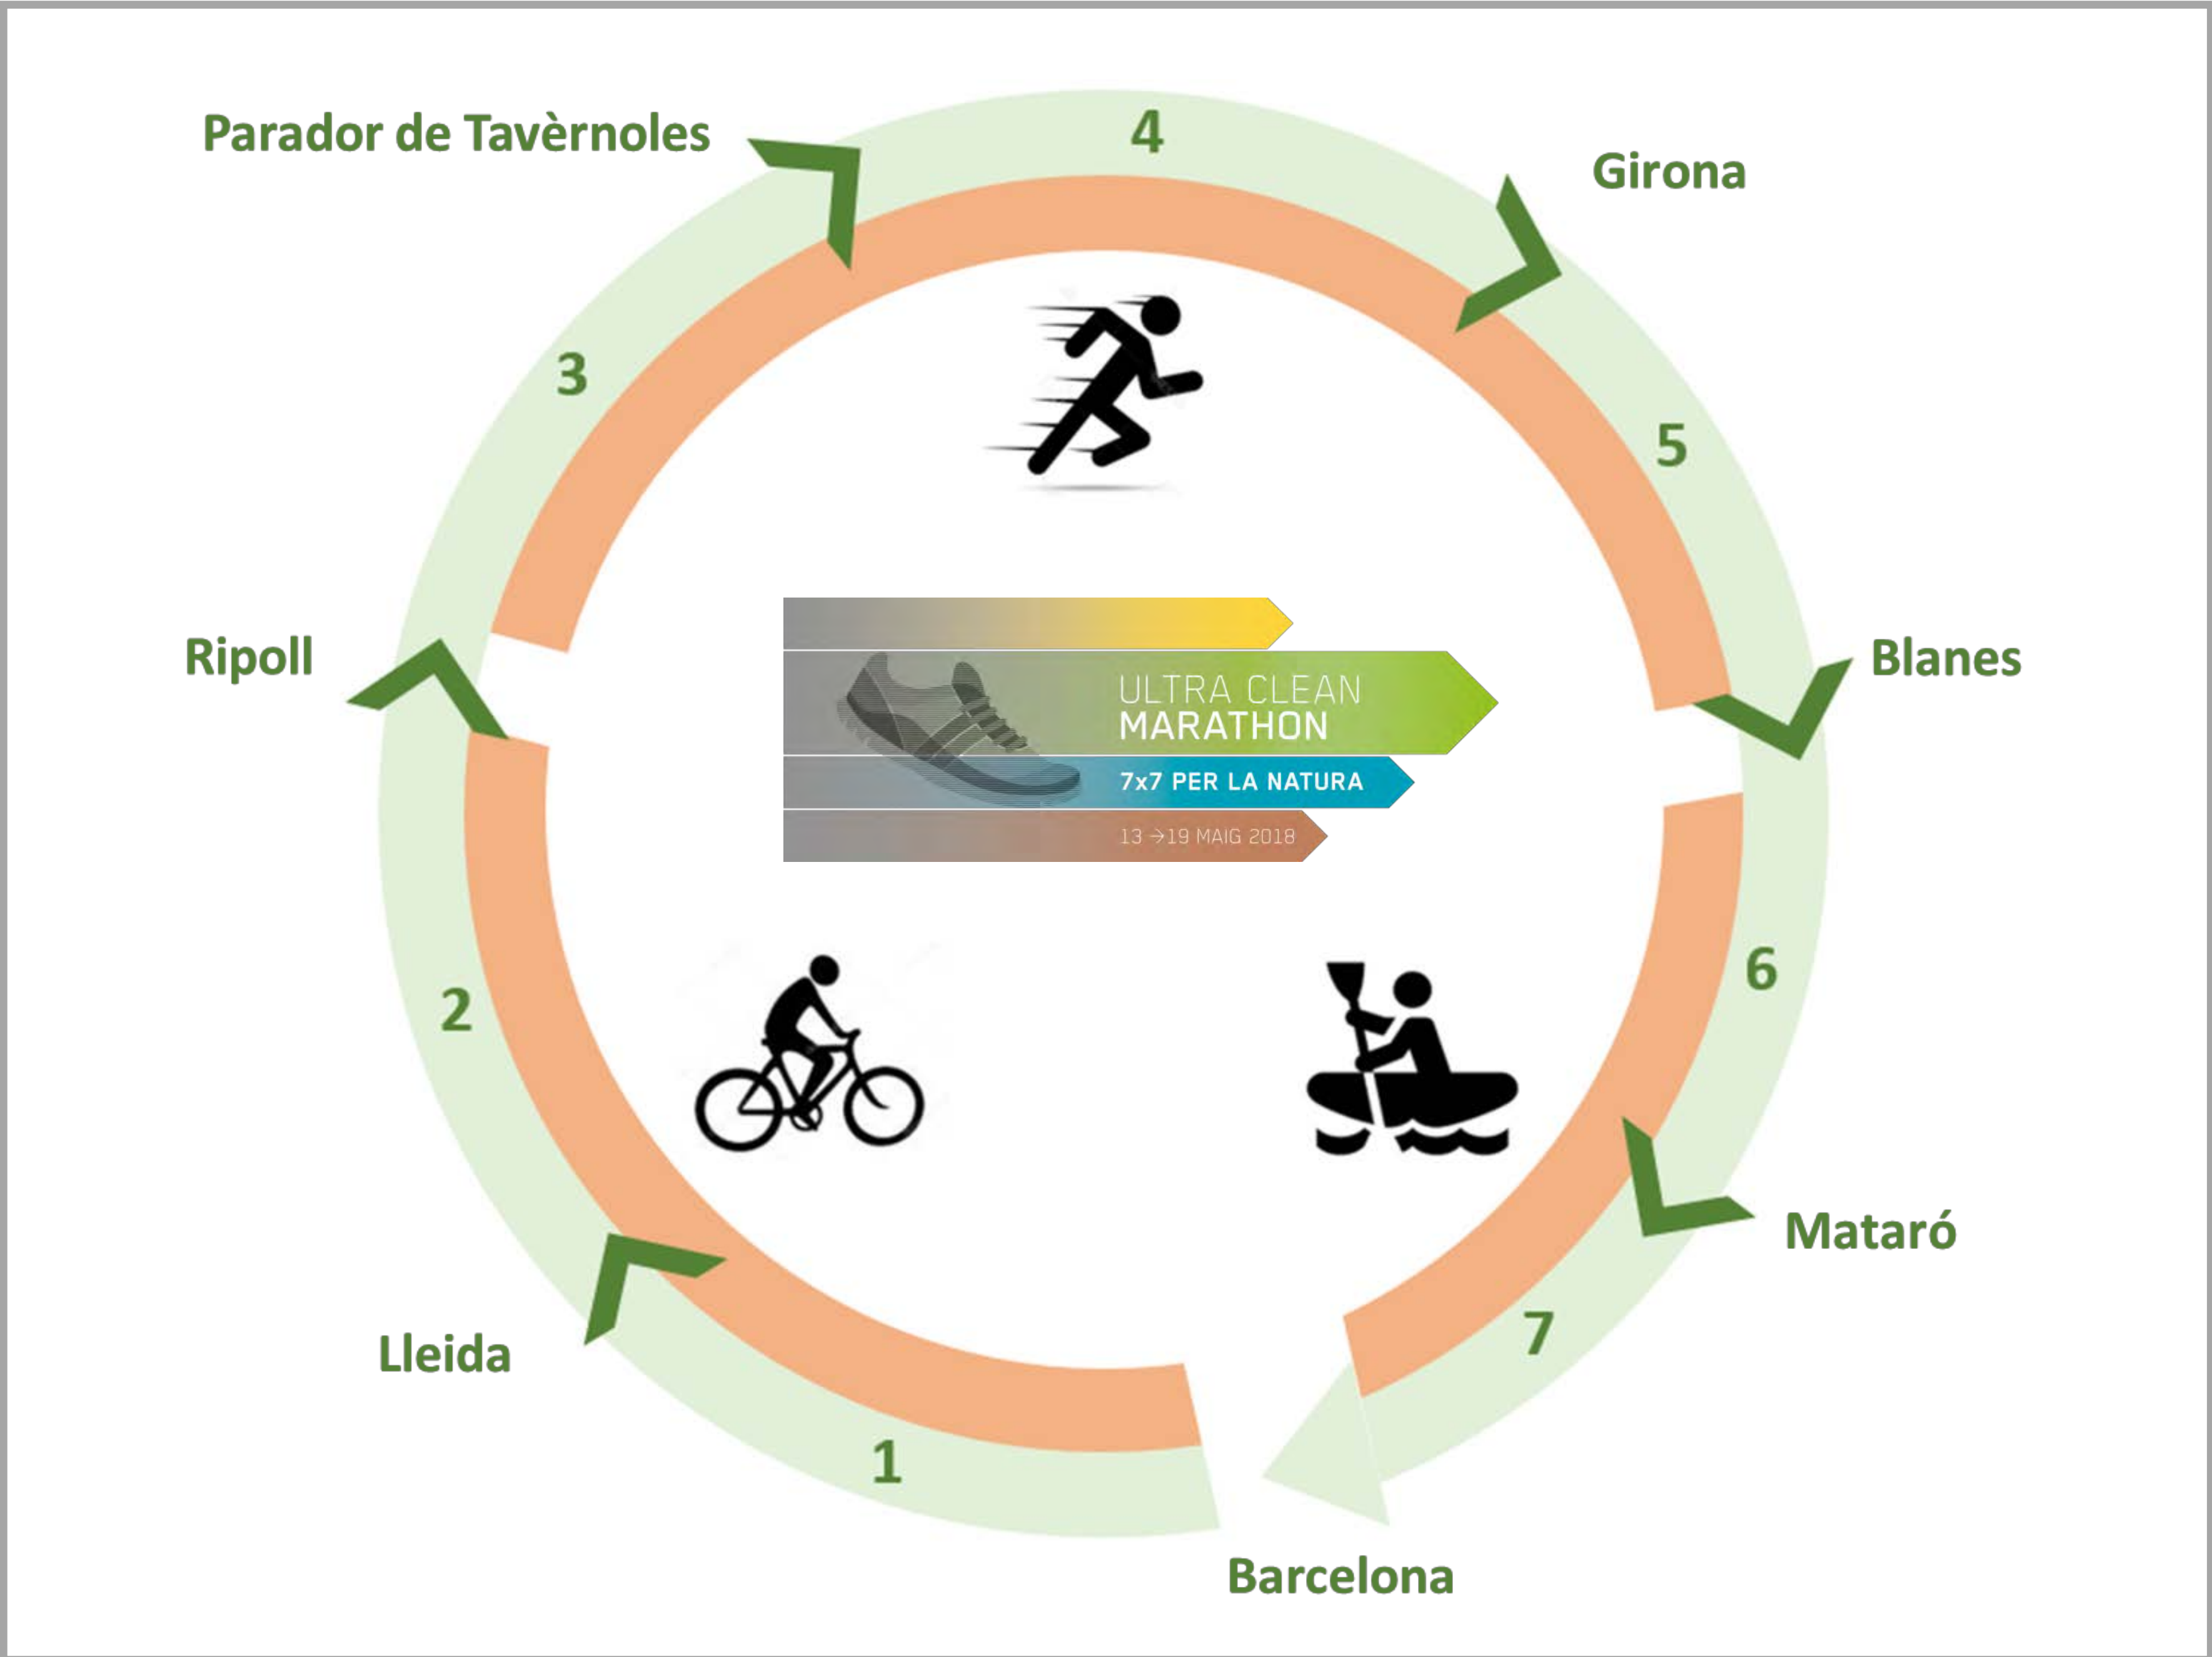 Parador de Tavèrnoles
4
Girona
3
5
Ripoll
Blanes
ULTRA CLEAN
MARATHON
7x7 PER LA NATURA
13 →19 MAIG 2018
2
6
Mataró
Lleida
7
1
Barcelona